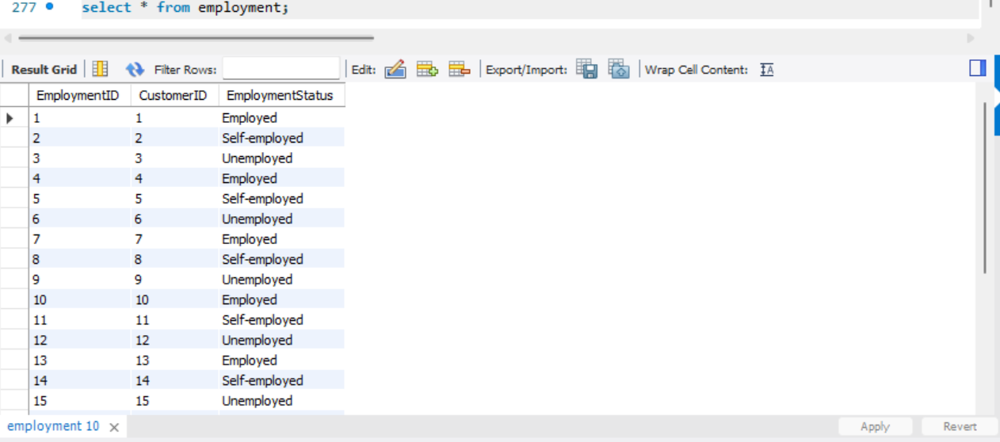 277 select * from employment;
Result Grid Filter Rows: Edit: Export/Import: Wrap Cell Content: IA
EmploymentID CustomerID EmploymentStatus
1 1 Employed
2 2 Self-employed
3 3 Unemployed
4 4 Employed
5 5 Self-employed
6 6 Unemployed
7 7 Employed
8 8 Self-employed
9 9 Unemployed
10 10 Employed
11 11 Self-employed
12 12 Unemployed
13 13 Employed
14 14 Self-employed
15 15 Unemployed
employment 10 Apply Revert